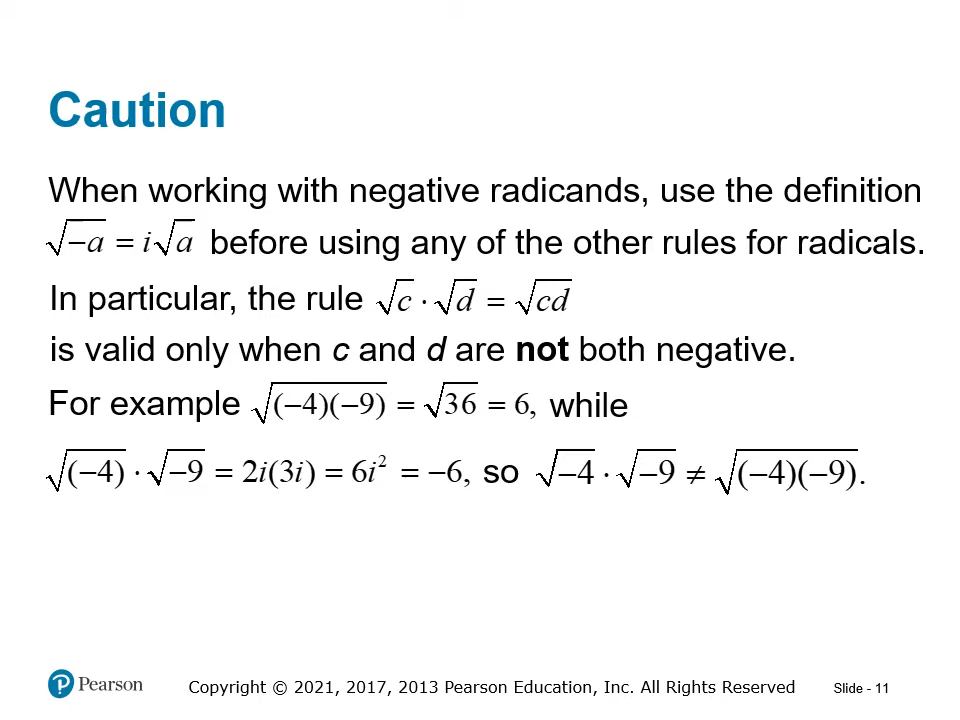 Caution
When working with negative radicands, use the definition
√−a = i√a before using any of the other rules for radicals.
In particular, the rule √c · √d = √cd
is valid only when c and d are not both negative.
For example √(−4)(−9) = √36 = 6, while
√(−4) · √−9 = 2i(3i) = 6i² = −6, so √−4 · √−9 ≠ √(−4)(−9).
Pearson Copyright © 2021, 2017, 2013 Pearson Education, Inc. All Rights Reserved Slide - 11